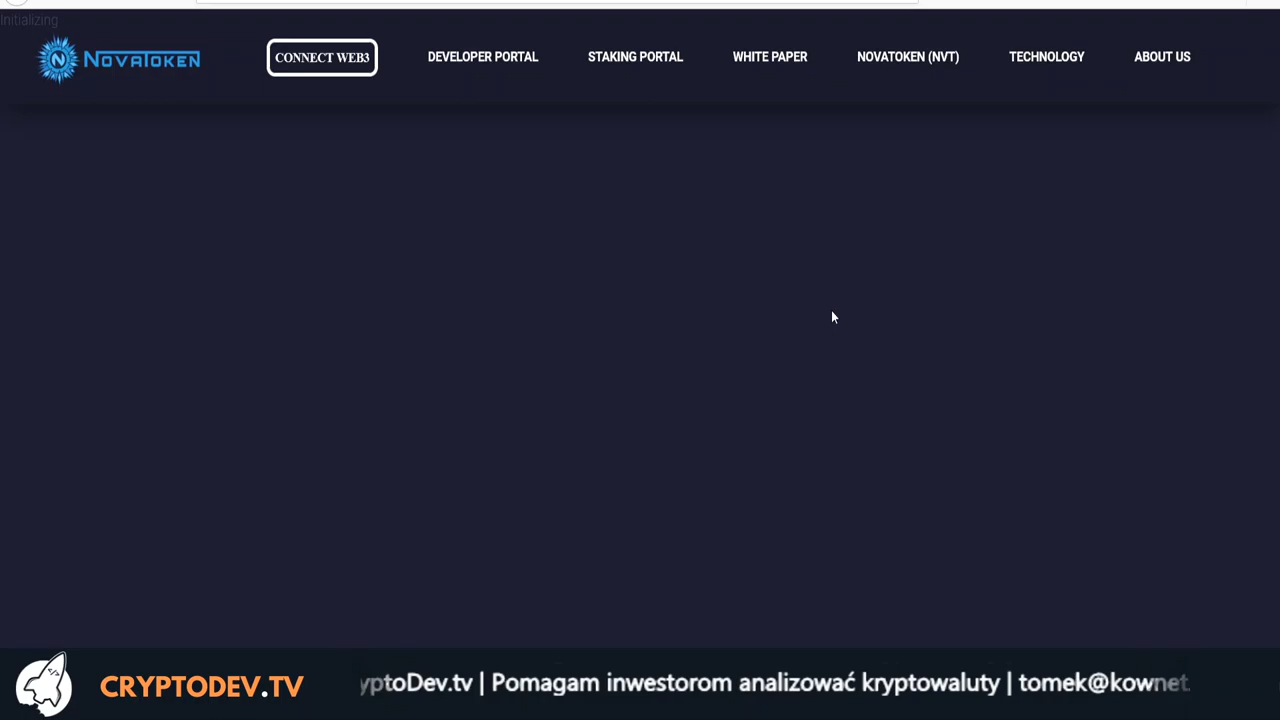 Initializing
NOVATOKEN
CONNECT WEB3
DEVELOPER PORTAL
STAKING PORTAL
WHITE PAPER
NOVATOKEN (NVT)
TECHNOLOGY
ABOUT US
CRYPTODEV.TV
yptoDev.tv | Pomagam inwestorom analizować kryptowaluty | tomek@kownet.